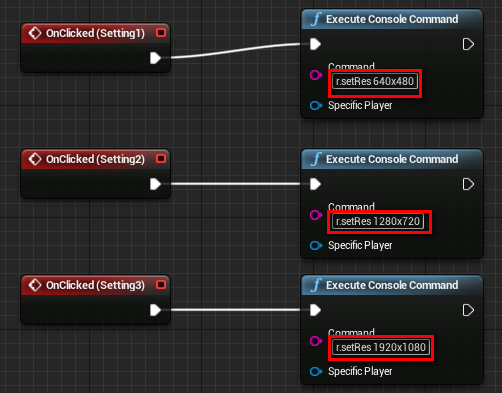 OnClicked (Setting1)
Execute Console Command
Command
r.setRes 640x480
Specific Player
OnClicked (Setting2)
Execute Console Command
Command
r.setRes 1280x720
Specific Player
OnClicked (Setting3)
Execute Console Command
Command
r.setRes 1920x1080
Specific Player